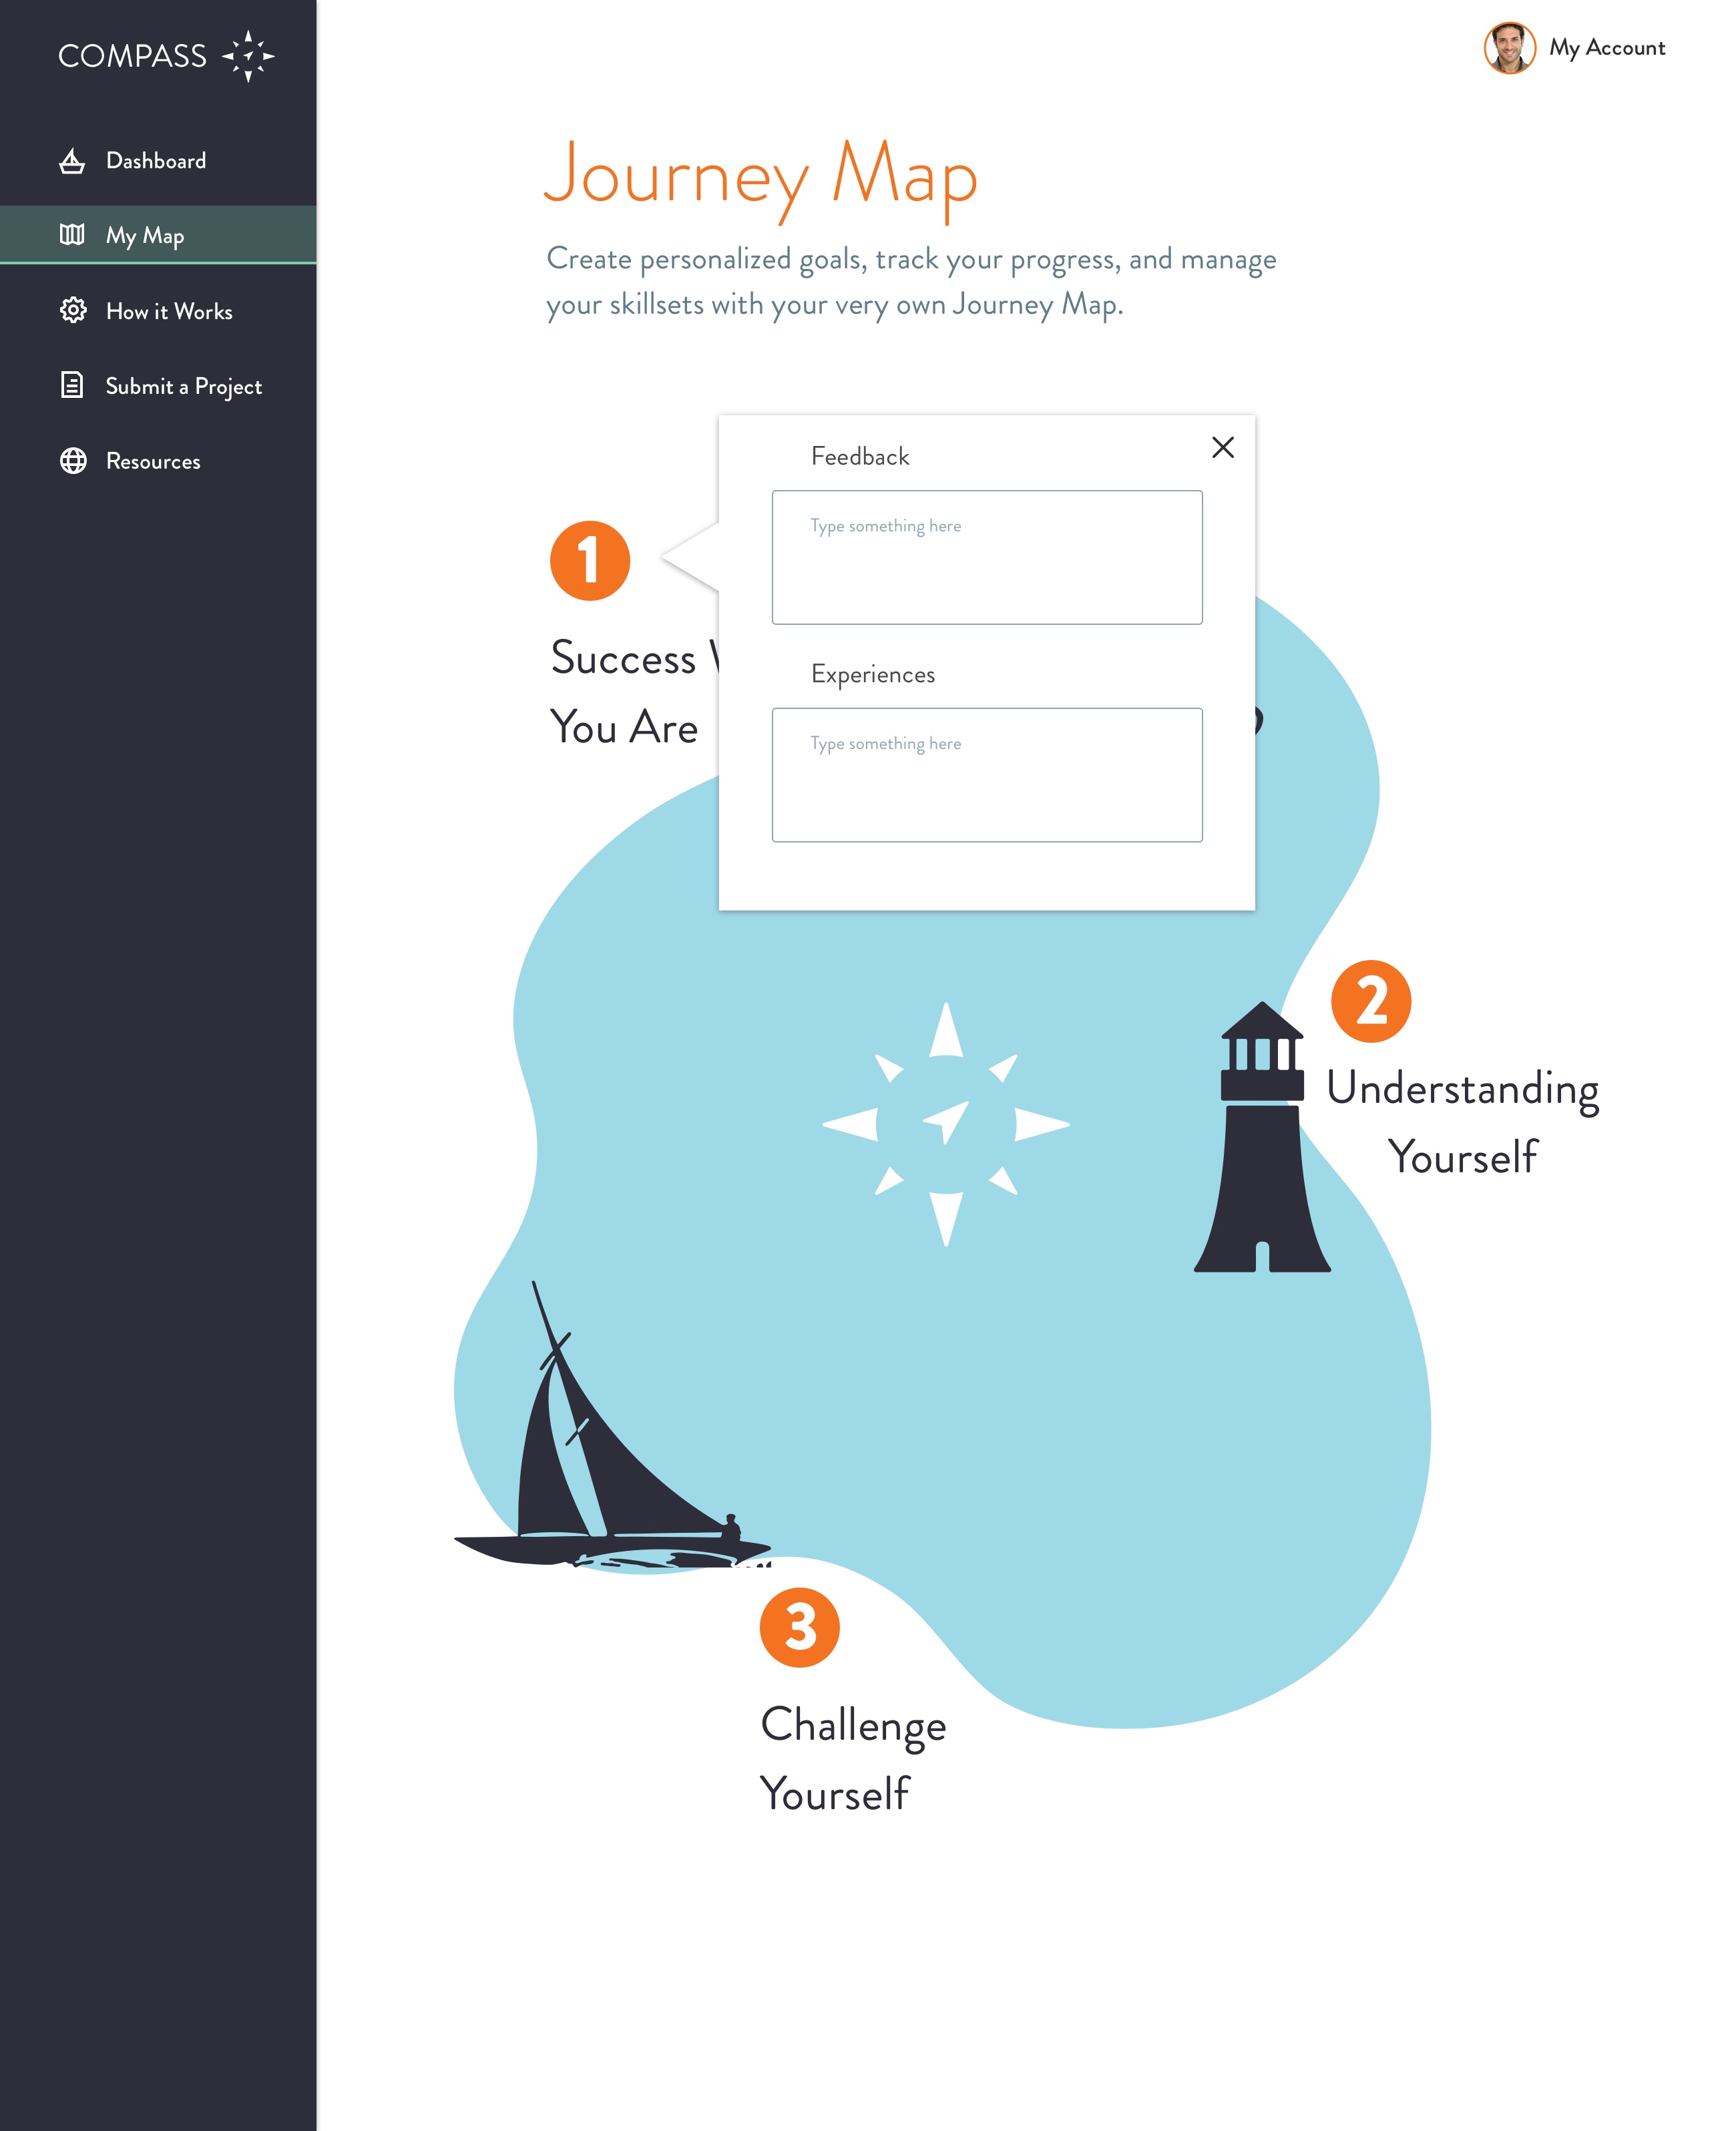 COMPASS
My Account
Dashboard
My Map
How it Works
Submit a Project
Resources
Journey Map
Create personalized goals, track your progress, and manage
your skillsets with your very own Journey Map.
Feedback
Type something here
1
Success
You Are
Experiences
Type something here
2
Understanding
Yourself
3
Challenge
Yourself